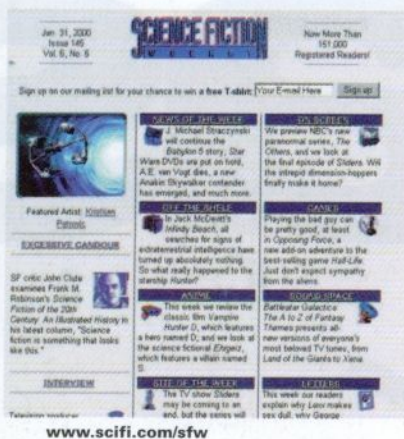 Jan. 31, 2000
Issue 145
Vol. 6, No. 5
SCIENCE FICTION
WEEKLY
Now More Than
151,000
Registered Readers!
Sign up on our mailing list for your chance to win a free T-shirt:
Your E-mail Here
Sign up
Featured Artist: Kristian
EXCESSIVE CANDOUR
SF critic John Clute
examines Frank M.
Robinson's Science
Fiction of the 20th
Century: An Illustrated History in
his latest column, "Science
fiction is something that looks
like this."
INTERVIEW
Television producer
NEWS OF THE WEEK
J. Michael Straczynski
will continue the
Babylon 5 story, Star
Wars DVDs are put on hold,
A.E. van Vogt dies, a new
Anakin Skywalker contender
has emerged, and much more.
OFF THE SHELF
In Jack McDevitt's
Infinity Beach, all
searches for signs of
extraterrestrial intelligence have
turned up absolutely nothing.
So what really happened to the
starship Hunter?
ANIME
This week we review the
classic film Vampire
Hunter D, which features
a hero named D, and we look at
the science fictional Ehrgeiz,
which features a villain named
D.
SITE OF THE WEEK
The TV show Sliders
may be coming to an
end, but the series will
We preview NBC's new
paranormal series, The
Others, and we look at
the final episode of Sliders. Will
the intrepid dimension-hoppers
finally make it home?
GAMES
Playing the bad guy can
be pretty good, at least
in Opposing Force, a
new add-on adventure to the
best-selling game Half-Life.
Just don't expect sympathy
from the aliens.
SOUND SPACE
Battlestar Galactica:
The A to Z of Fantasy
Themes presents all-
new versions of everyone's
most beloved TV tunes, from
Land of the Giants to Xena.
LETTERS
This week our readers
explain why Lexx makes
sex dull, why George
www.scifi.com/sfw